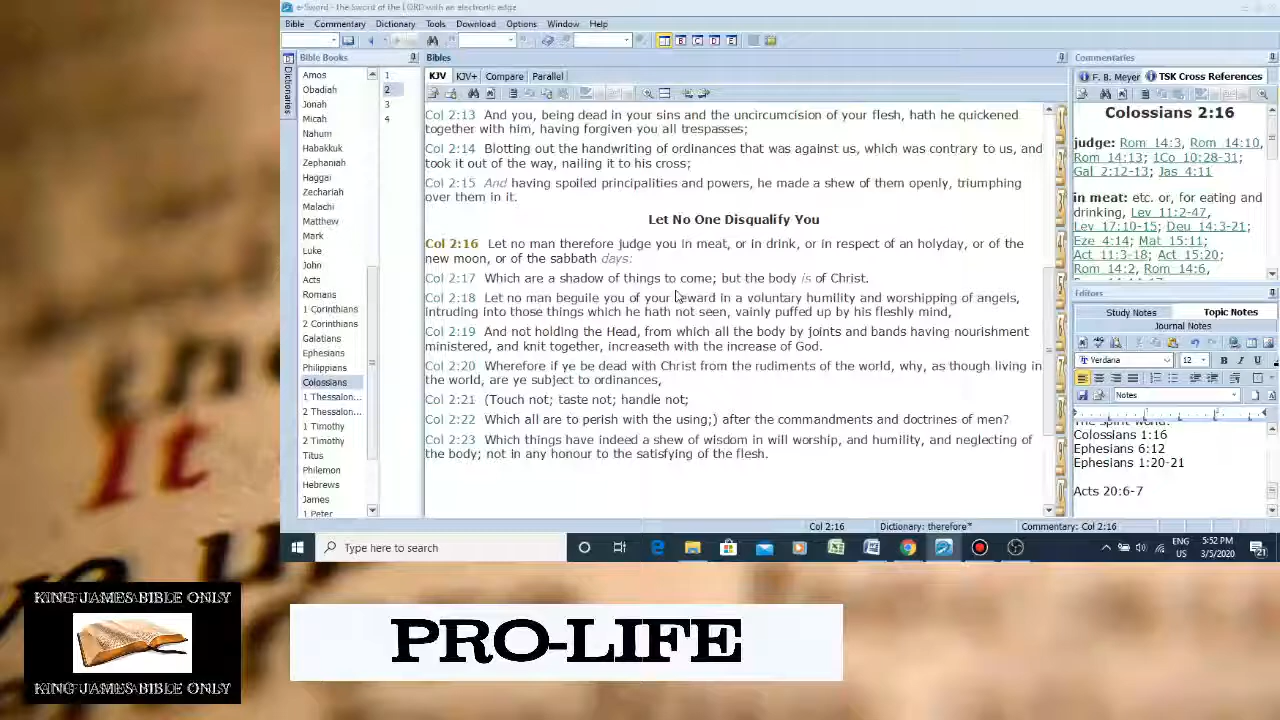 e-Sword - the Sword of the LORD with an electronic edge
Bible Commentary Dictionary Tools Download Options Window Help
Dictionaries
Bible Books
Amos
Obadiah
Jonah
Micah
Nahum
Habakkuk
Zephaniah
Haggai
Zechariah
Malachi
Matthew
Mark
Luke
John
Acts
Romans
1 Corinthians
2 Corinthians
Galatians
Ephesians
Philippians
Colossians
1 Thessalon...
2 Thessalon...
1 Timothy
2 Timothy
Titus
Philemon
Hebrews
James
1 Peter
1
2
3
4
Bibles
KJV KJV+ Compare Parallel
Col 2:13 And you, being dead in your sins and the uncircumcision of your flesh, hath he quickened
together with him, having forgiven you all trespasses;
Col 2:14 Blotting out the handwriting of ordinances that was against us, which was contrary to us, and
took it out of the way, nailing it to his cross;
Col 2:15 And having spoiled principalities and powers, he made a shew of them openly, triumphing
over them in it.
Let No One Disqualify You
Col 2:16 Let no man therefore judge you in meat, or in drink, or in respect of an holyday, or of the
new moon, or of the sabbath days:
Col 2:17 Which are a shadow of things to come; but the body is of Christ.
Col 2:18 Let no man beguile you of your reward in a voluntary humility and worshipping of angels,
intruding into those things which he hath not seen, vainly puffed up by his fleshly mind,
Col 2:19 And not holding the Head, from which all the body by joints and bands having nourishment
ministered, and knit together, increaseth with the increase of God.
Col 2:20 Wherefore if ye be dead with Christ from the rudiments of the world, why, as though living in
the world, are ye subject to ordinances,
Col 2:21 (Touch not; taste not; handle not;
Col 2:22 Which all are to perish with the using;) after the commandments and doctrines of men?
Col 2:23 Which things have indeed a shew of wisdom in will worship, and humility, and neglecting of
the body; not in any honour to the satisfying of the flesh.
Commentaries
F. B. Meyer TSK Cross References
Colossians 2:16
judge: Rom 14:3, Rom 14:10,
Rom 14:13; 1Co 10:28-31;
Gal 2:12-13; Jas 4:11
in meat: etc. or, for eating and
drinking, Lev 11:2-47,
Lev 17:10-15; Deu 14:3-21;
Eze 4:14; Mat 15:11;
Act 11:3-18; Act 15:20;
Rom 14:2, Rom 14:6,
Editors
Study Notes Topic Notes
Journal Notes
Verdana 12 B I U
Notes
The spirit world.
Colossians 1:16
Ephesians 6:12
Ephesians 1:20-21
Acts 20:6-7
Col 2:16 Dictionary: therefore* Commentary: Col 2:16
Type here to search
ENG
US
5:52 PM
3/5/2020
21
It
KING JAMES BIBLE ONLY
KING JAMES BIBLE ONLY
PRO-LIFE